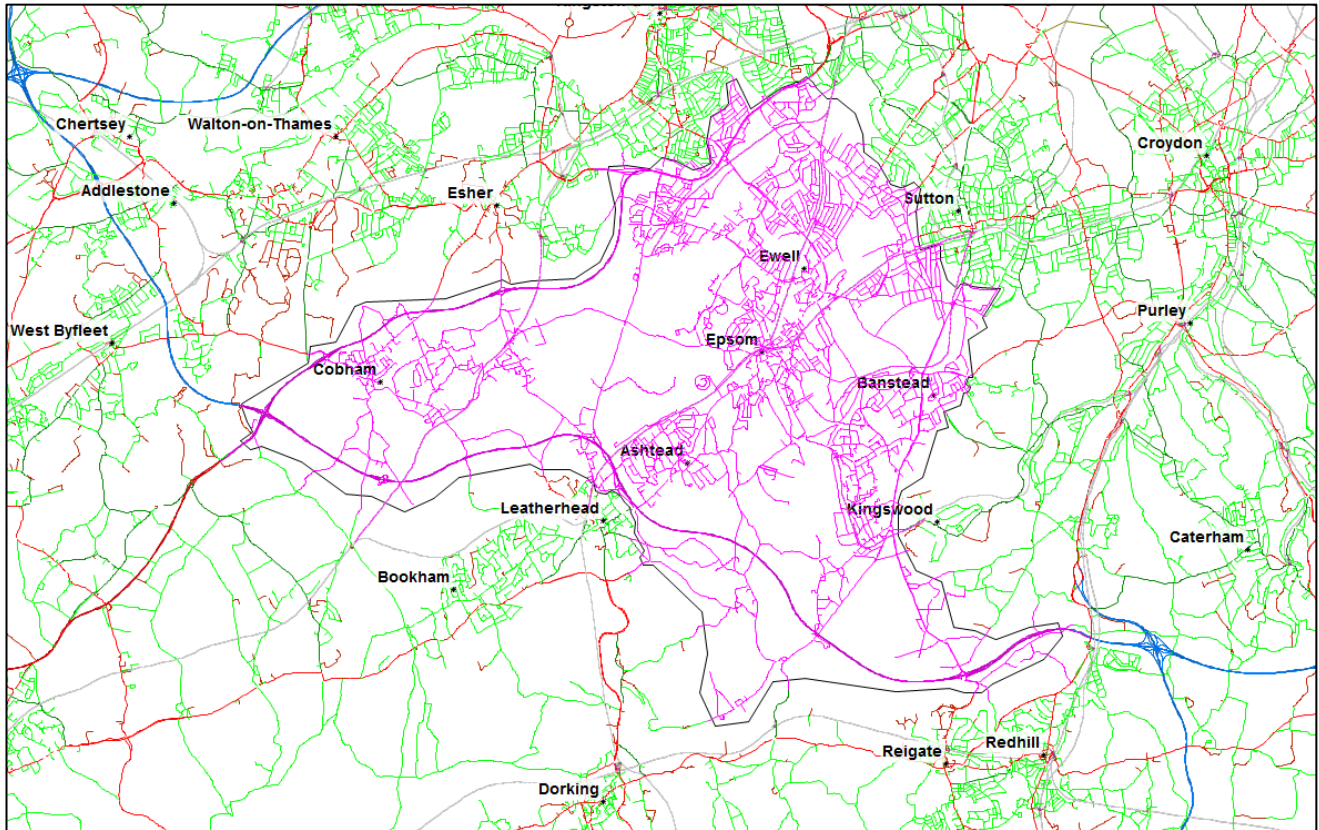 Chertsey
Walton-on-Thames
Croydon
Addlestone
Esher
Sutton
Ewell
Purley
West Byfleet
Epsom
Cobham
Banstead
Ashtead
Leatherhead
Kingswood
Caterham
Bookham
Reigate
Redhill
Dorking